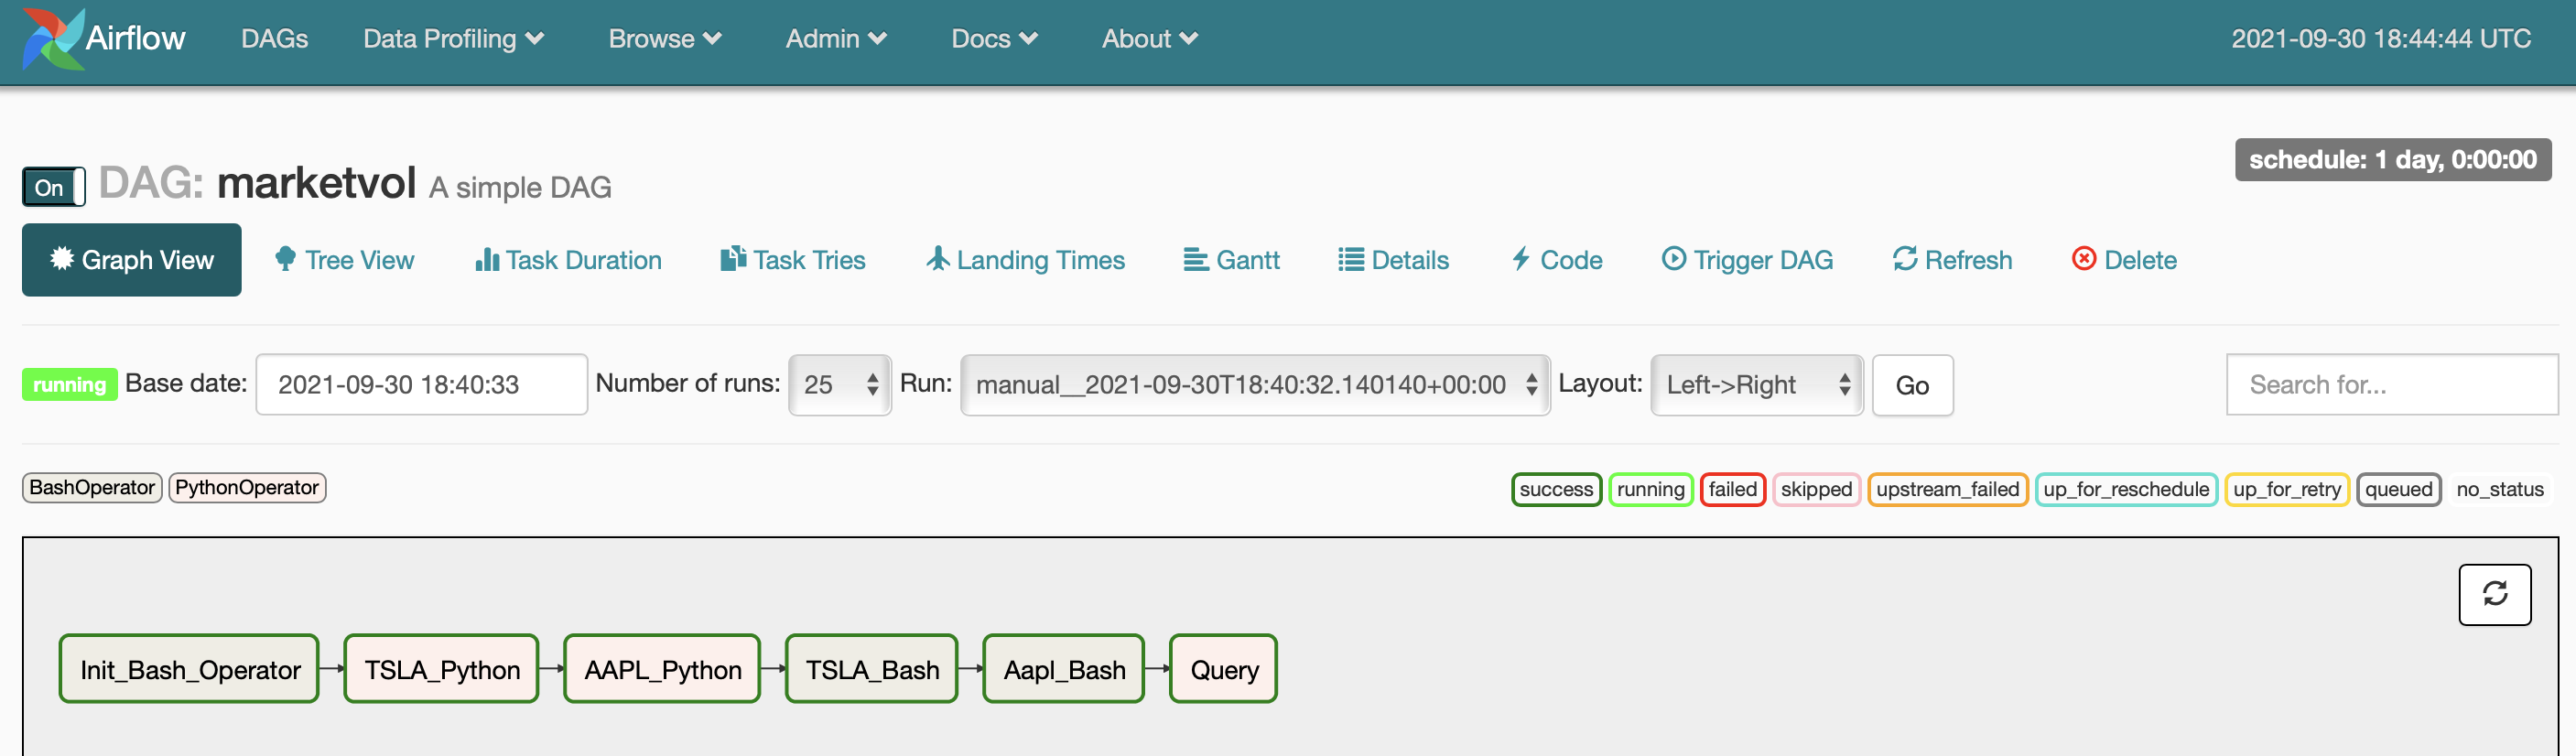 Airflow DAGs Data Profiling Browse Admin Docs About 2021-09-30 18:44:44 UTC
schedule: 1 day, 0:00:00
On DAG: marketvol A simple DAG
Graph View Tree View Task Duration Task Tries Landing Times Gantt Details Code Trigger DAG Refresh Delete
running Base date: 2021-09-30 18:40:33 Number of runs: 25 Run: manual__2021-09-30T18:40:32.140140+00:00 Layout: Left->Right Go Search for...
BashOperator PythonOperator success running failed skipped upstream_failed up_for_reschedule up_for_retry queued no_status
Init_Bash_Operator TSLA_Python AAPL_Python TSLA_Bash Aapl_Bash Query